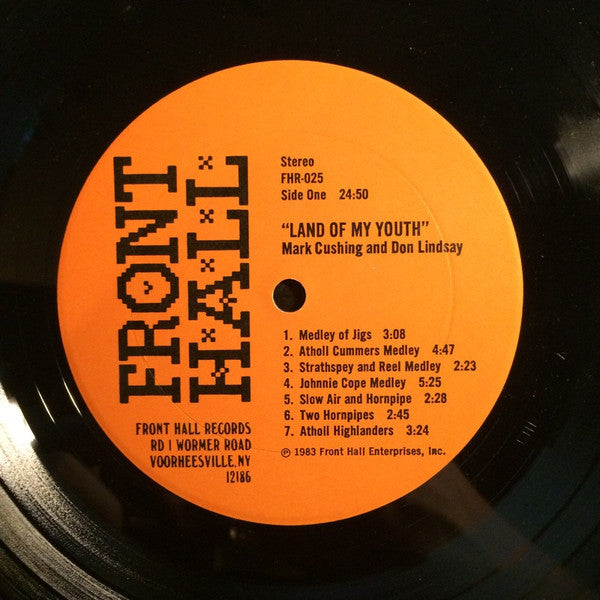 FRONT
HALL
FRONT HALL RECORDS
RD 1 WORMER ROAD
VOORHEESVILLE, NY
12186
Stereo
FHR-025
Side One 24:50
"LAND OF MY YOUTH"
Mark Cushing and Don Lindsay
1. Medley of Jigs 3:08
2. Atholl Cummers Medley 4:47
3. Strathspey and Reel Medley 2:23
4. Johnnie Cope Medley 5:25
5. Slow Air and Hornpipe 2:28
6. Two Hornpipes 2:45
7. Atholl Highlanders 3:24
℗ 1983 Front Hall Enterprises, Inc.